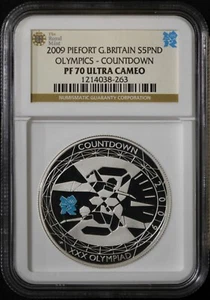 The
Royal
Mint
2009 PIEFORT G.BRITAIN S5PND
OLYMPICS - COUNTDOWN
PF 70 ULTRA CAMEO
1214038-263
NUMISMATIC GUARANTY CORPORATION
COUNTDOWN
2009
XXX OLYMPIAD